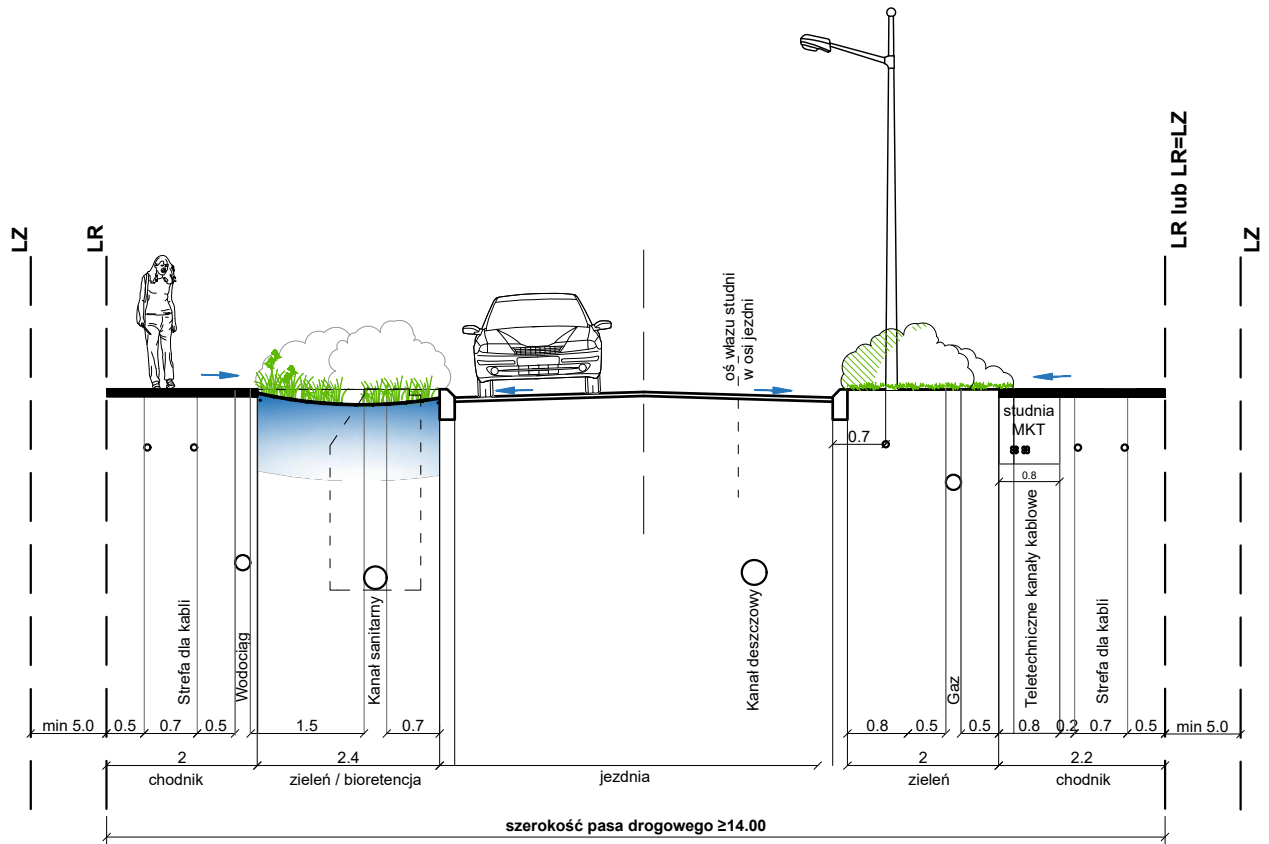 LZ
LR
LR lub LR=LZ
LZ
oś włazu studni
w osi jezdni
0.7
studnia
MKT
0.8
Strefa dla kabli
Wodociąg
Kanał sanitarny
Kanał deszczowy
Gaz
Teletechniczne kanały kablowe
Strefa dla kabli
min 5.0
0.5
0.7
0.5
1.5
0.7
0.8
0.5
0.5
0.8
0.2
0.7
0.5
min 5.0
2
2.4
2
2.2
chodnik
zieleń / bioretencja
jezdnia
zieleń
chodnik
szerokość pasa drogowego ≥14.00